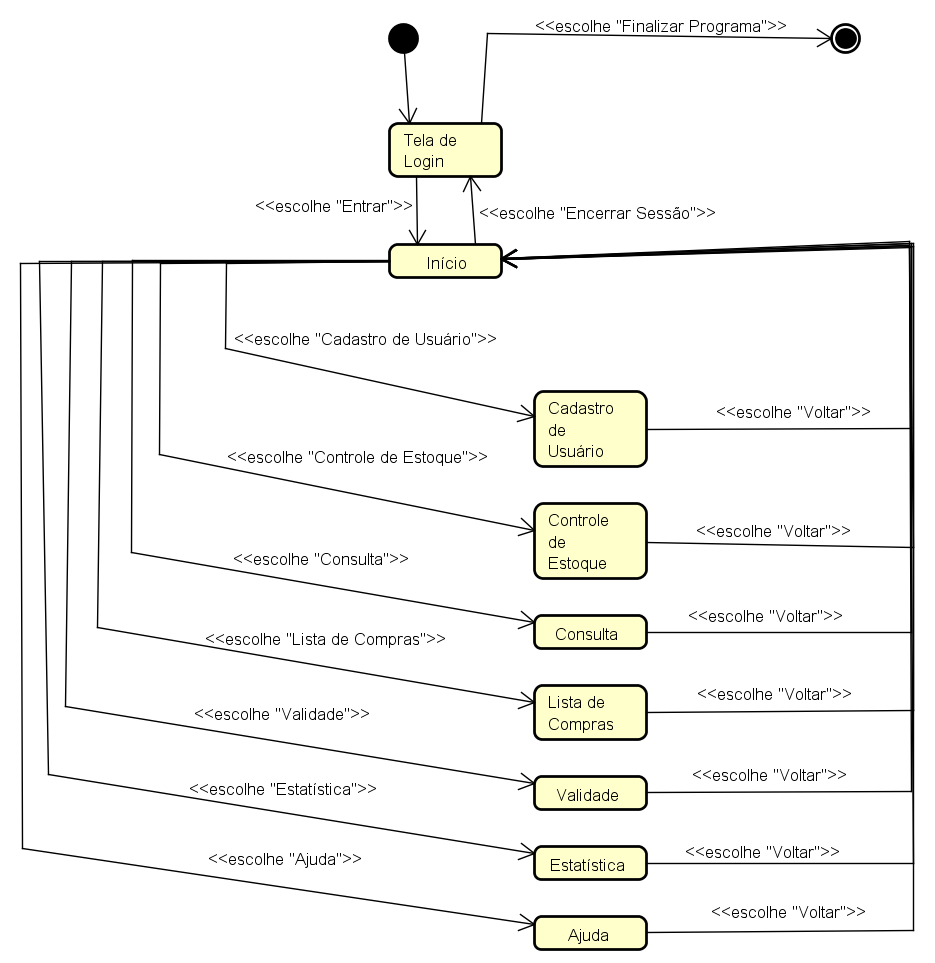 <<escolhe "Finalizar Programa">>
Tela de
Login
<<escolhe "Entrar">>
<<escolhe "Encerrar Sessão">>
Início
<<escolhe "Cadastro de Usuário">>
Cadastro
de
Usuário
<<escolhe "Voltar">>
<<escolhe "Controle de Estoque">>
Controle
de
Estoque
<<escolhe "Voltar">>
<<escolhe "Consulta">>
Consulta
<<escolhe "Voltar">>
<<escolhe "Lista de Compras">>
Lista de
Compras
<<escolhe "Voltar">>
<<escolhe "Validade">>
Validade
<<escolhe "Voltar">>
<<escolhe "Estatística">>
Estatística
<<escolhe "Voltar">>
<<escolhe "Ajuda">>
Ajuda
<<escolhe "Voltar">>